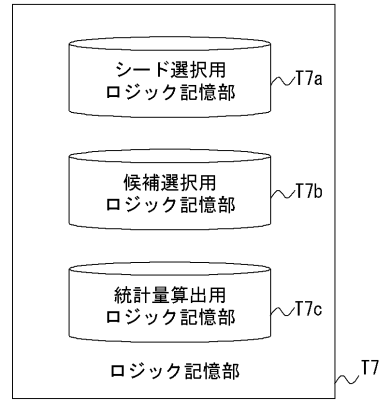 シード選択用
ロジック記憶部
T7a
候補選択用
ロジック記憶部
T7b
統計量算出用
ロジック記憶部
T7c
ロジック記憶部
T7